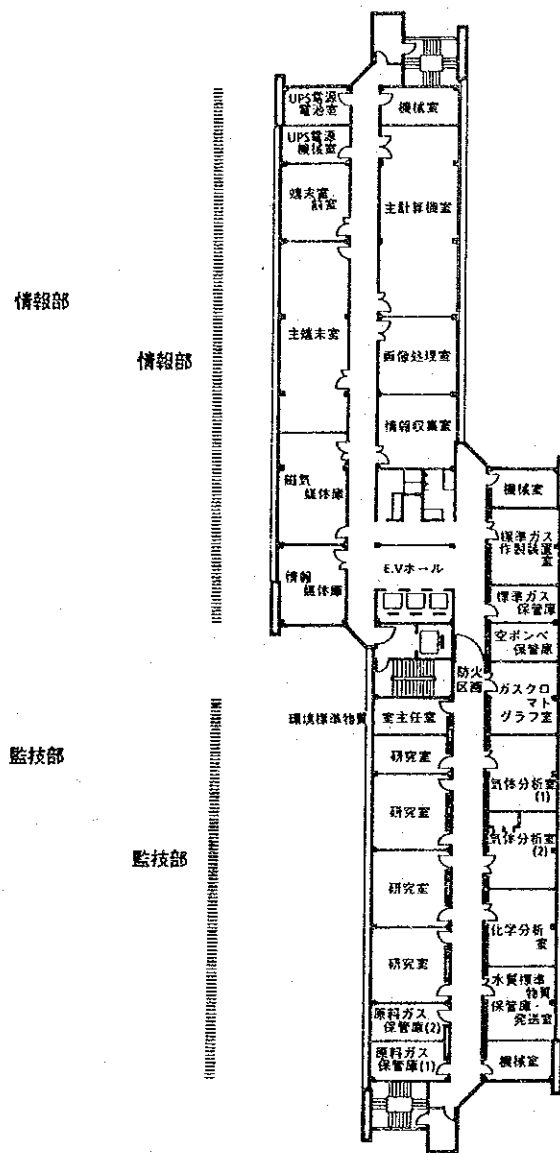 UPS電源
電池室
機械室
UPS電源
機械室
端末室・
前室
主計算機室
情報部
主端末室
情報部
画像処理室
情報収集室
磁気
媒体庫
機械室
標準ガス
作製装置
室
E.Vホール
情報
媒体庫
標準ガス
保管庫
空ボンベ
保管庫
防火
区画
ガスクロ
マト
グラフ室
環境標準物質
室主任室
監技部
研究室
気体分析室
(1)
研究室
気体分析室
(2)
監技部
研究室
化学分析
室
研究室
水質標準
物質
保管庫・
発送室
原料ガス
保管庫(2)
原料ガス
保管庫(1)
機械室